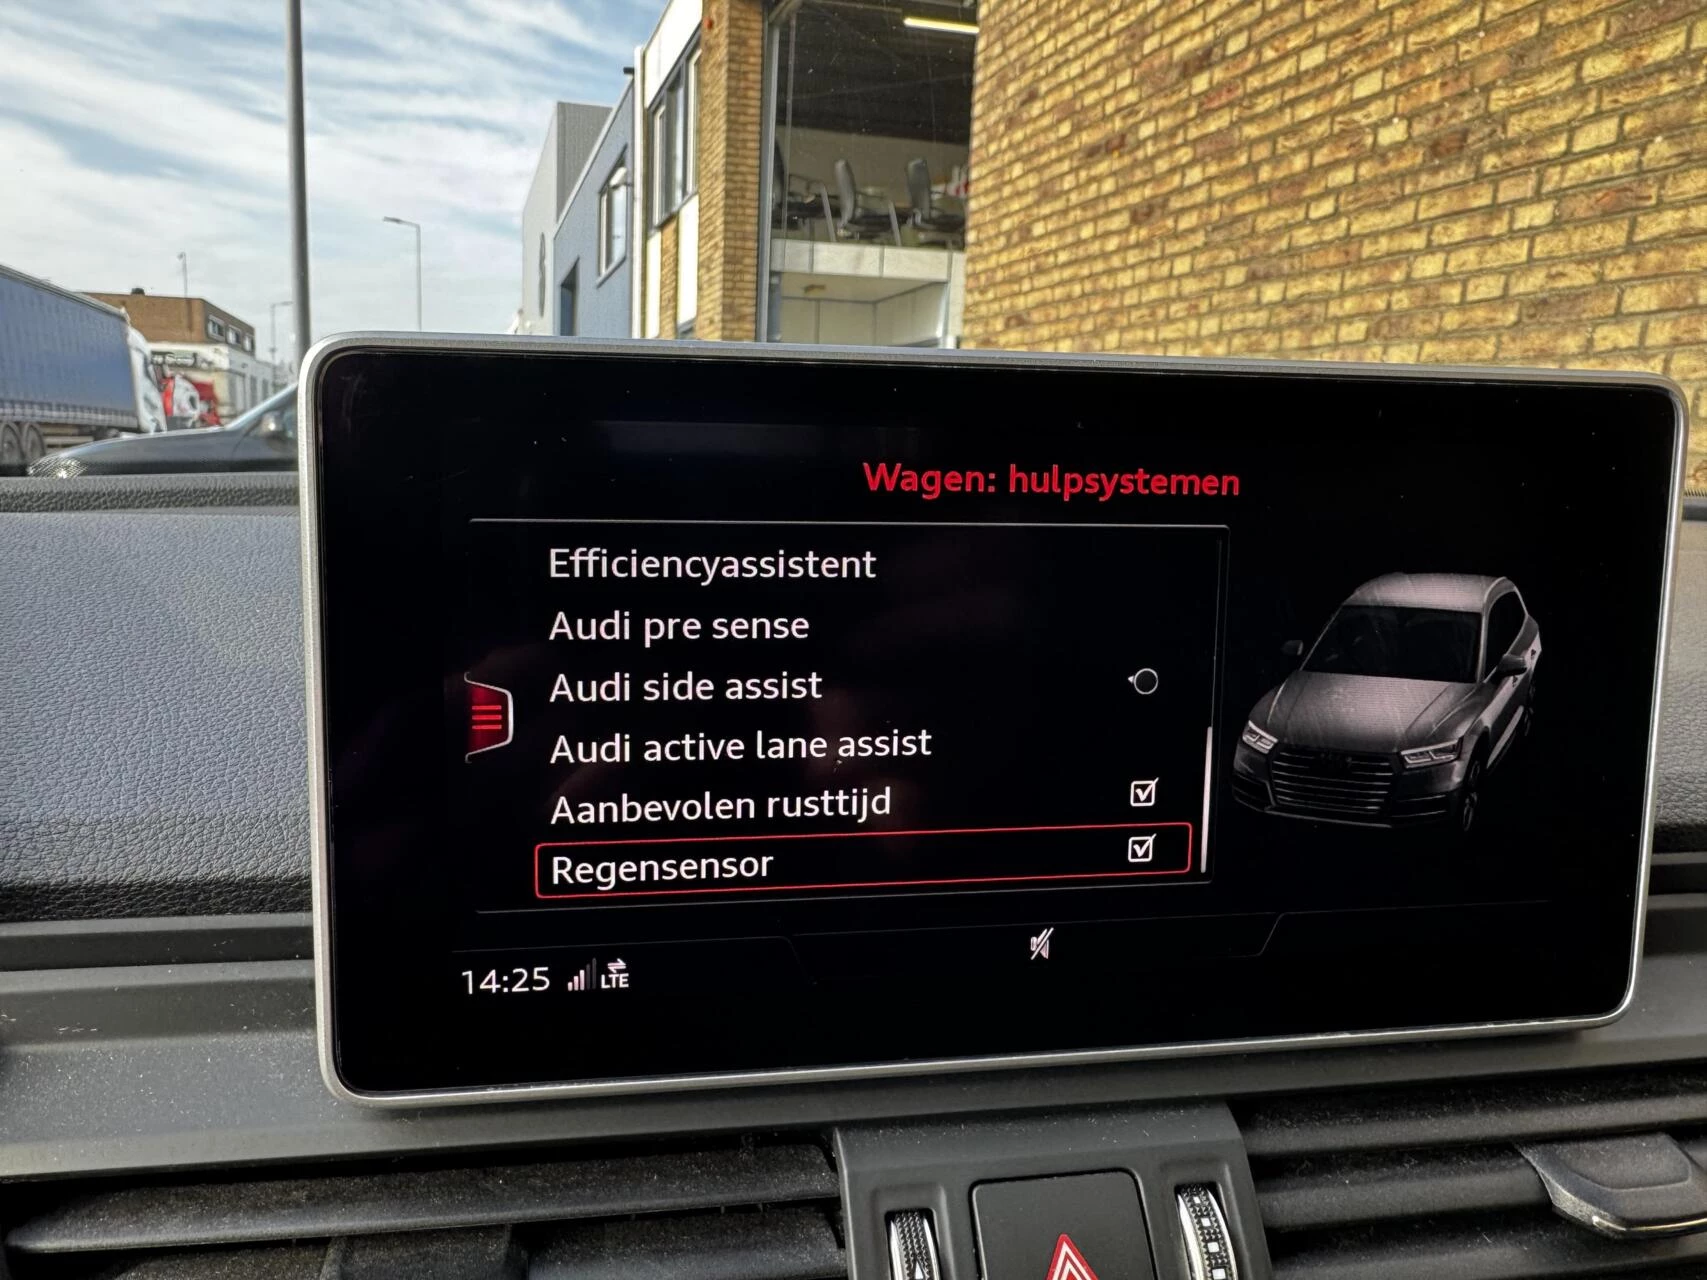 Wagen: hulpsystemen
Efficiencyassistent
Audi pre sense
Audi side assist
Audi active lane assist
Aanbevolen rusttijd
Regensensor
14:25 LTE